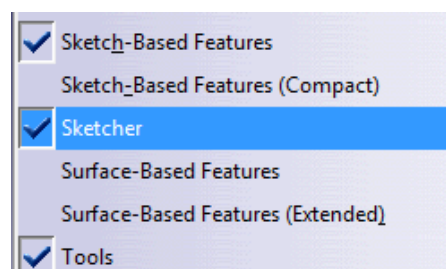 Sketch-Based Features
Sketch-Based Features (Compact)
Sketcher
Surface-Based Features
Surface-Based Features (Extended)
Tools